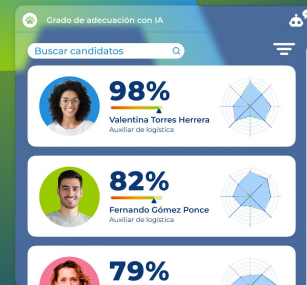 Grado de adecuación con IA
Buscar candidatos
98%
Valentina Torres Herrera
Auxiliar de logística
82%
Fernando Gómez Ponce
Auxiliar de logística
79%